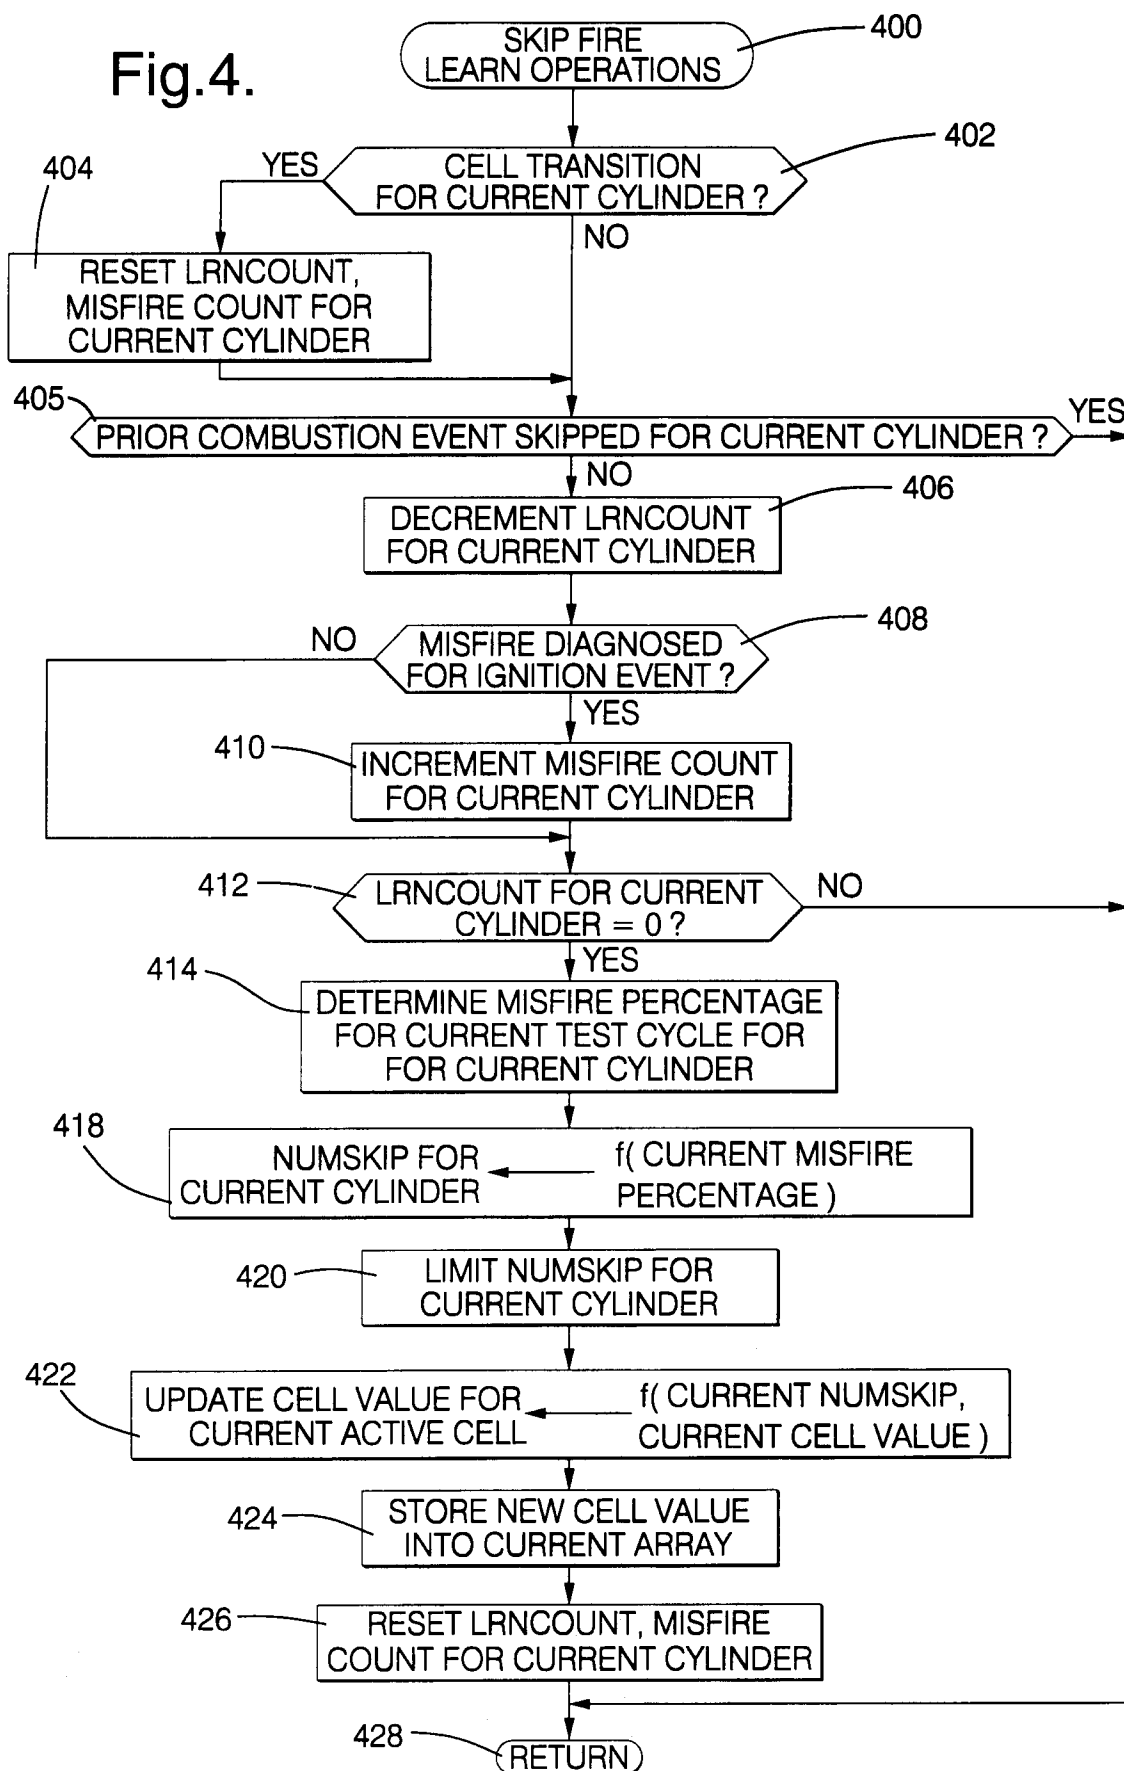 Fig.4.
SKIP FIRE
LEARN OPERATIONS
400
CELL TRANSITION
FOR CURRENT CYLINDER ?
402
YES
NO
404
RESET LRNCOUNT,
MISFIRE COUNT FOR
CURRENT CYLINDER
405
PRIOR COMBUSTION EVENT SKIPPED FOR CURRENT CYLINDER ?
YES
NO
406
DECREMENT LRNCOUNT
FOR CURRENT CYLINDER
408
NO
MISFIRE DIAGNOSED
FOR IGNITION EVENT ?
YES
410
INCREMENT MISFIRE COUNT
FOR CURRENT CYLINDER
412
LRNCOUNT FOR CURRENT
CYLINDER = 0 ?
NO
YES
414
DETERMINE MISFIRE PERCENTAGE
FOR CURRENT TEST CYCLE FOR
FOR CURRENT CYLINDER
418
NUMSKIP FOR
CURRENT CYLINDER
f( CURRENT MISFIRE
PERCENTAGE )
420
LIMIT NUMSKIP FOR
CURRENT CYLINDER
422
UPDATE CELL VALUE FOR
CURRENT ACTIVE CELL
f( CURRENT NUMSKIP,
CURRENT CELL VALUE )
424
STORE NEW CELL VALUE
INTO CURRENT ARRAY
426
RESET LRNCOUNT, MISFIRE
COUNT FOR CURRENT CYLINDER
428
RETURN